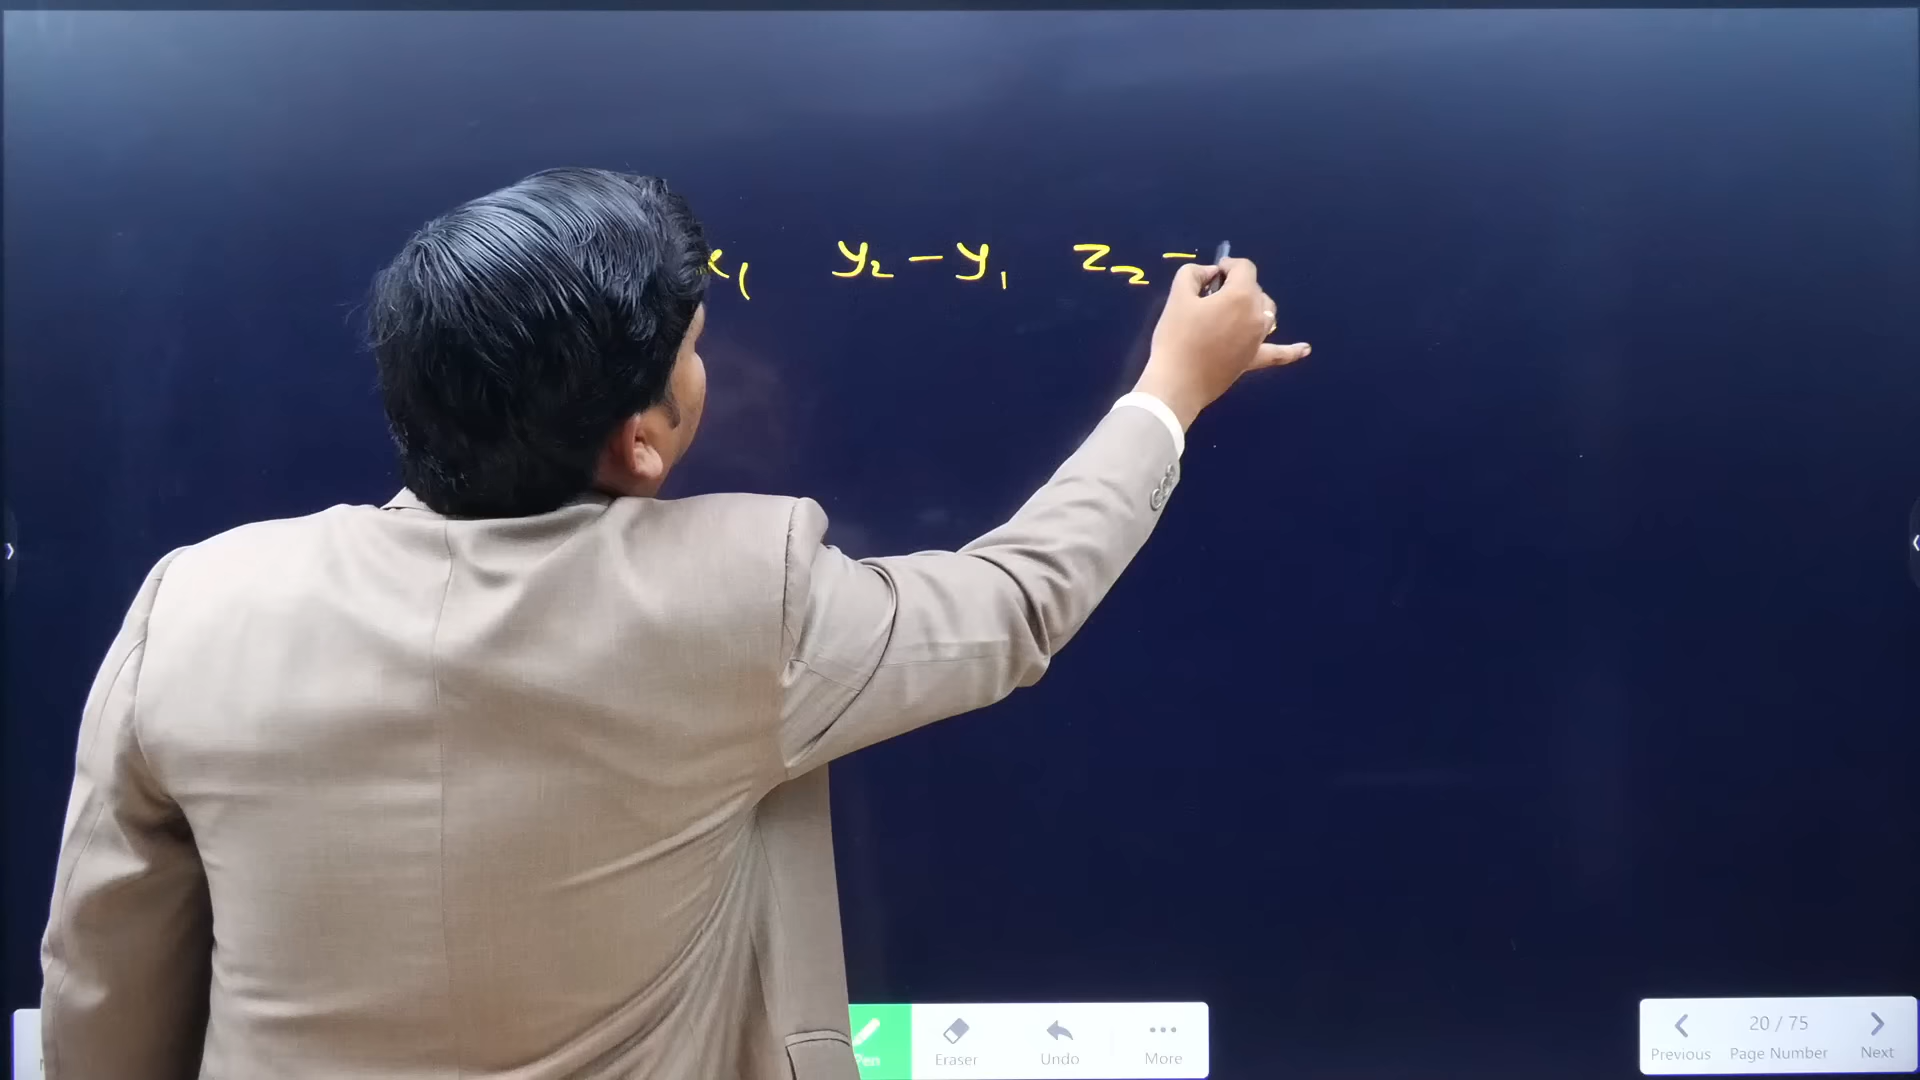 x₁ y₂ - y₁ z₂ -
Pen Eraser Undo More
20 / 75
Previous Page Number Next